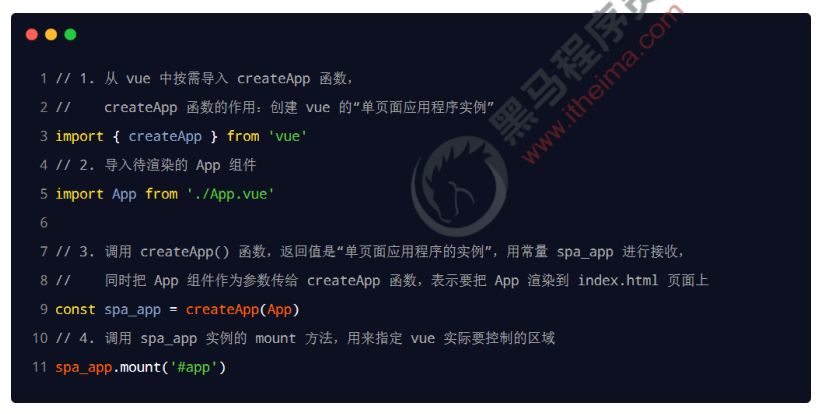 黑马程序员
www.itheima.com
1 // 1. 从 vue 中按需导入 createApp 函数，
2 //    createApp 函数的作用：创建 vue 的“单页面应用程序实例”
3 import { createApp } from 'vue'
4 // 2. 导入待渲染的 App 组件
5 import App from './App.vue'
6
7 // 3. 调用 createApp() 函数，返回值是“单页面应用程序的实例”，用常量 spa_app 进行接收，
8 //    同时把 App 组件作为参数传给 createApp 函数，表示要把 App 渲染到 index.html 页面上
9 const spa_app = createApp(App)
10 // 4. 调用 spa_app 实例的 mount 方法，用来指定 vue 实际要控制的区域
11 spa_app.mount('#app')